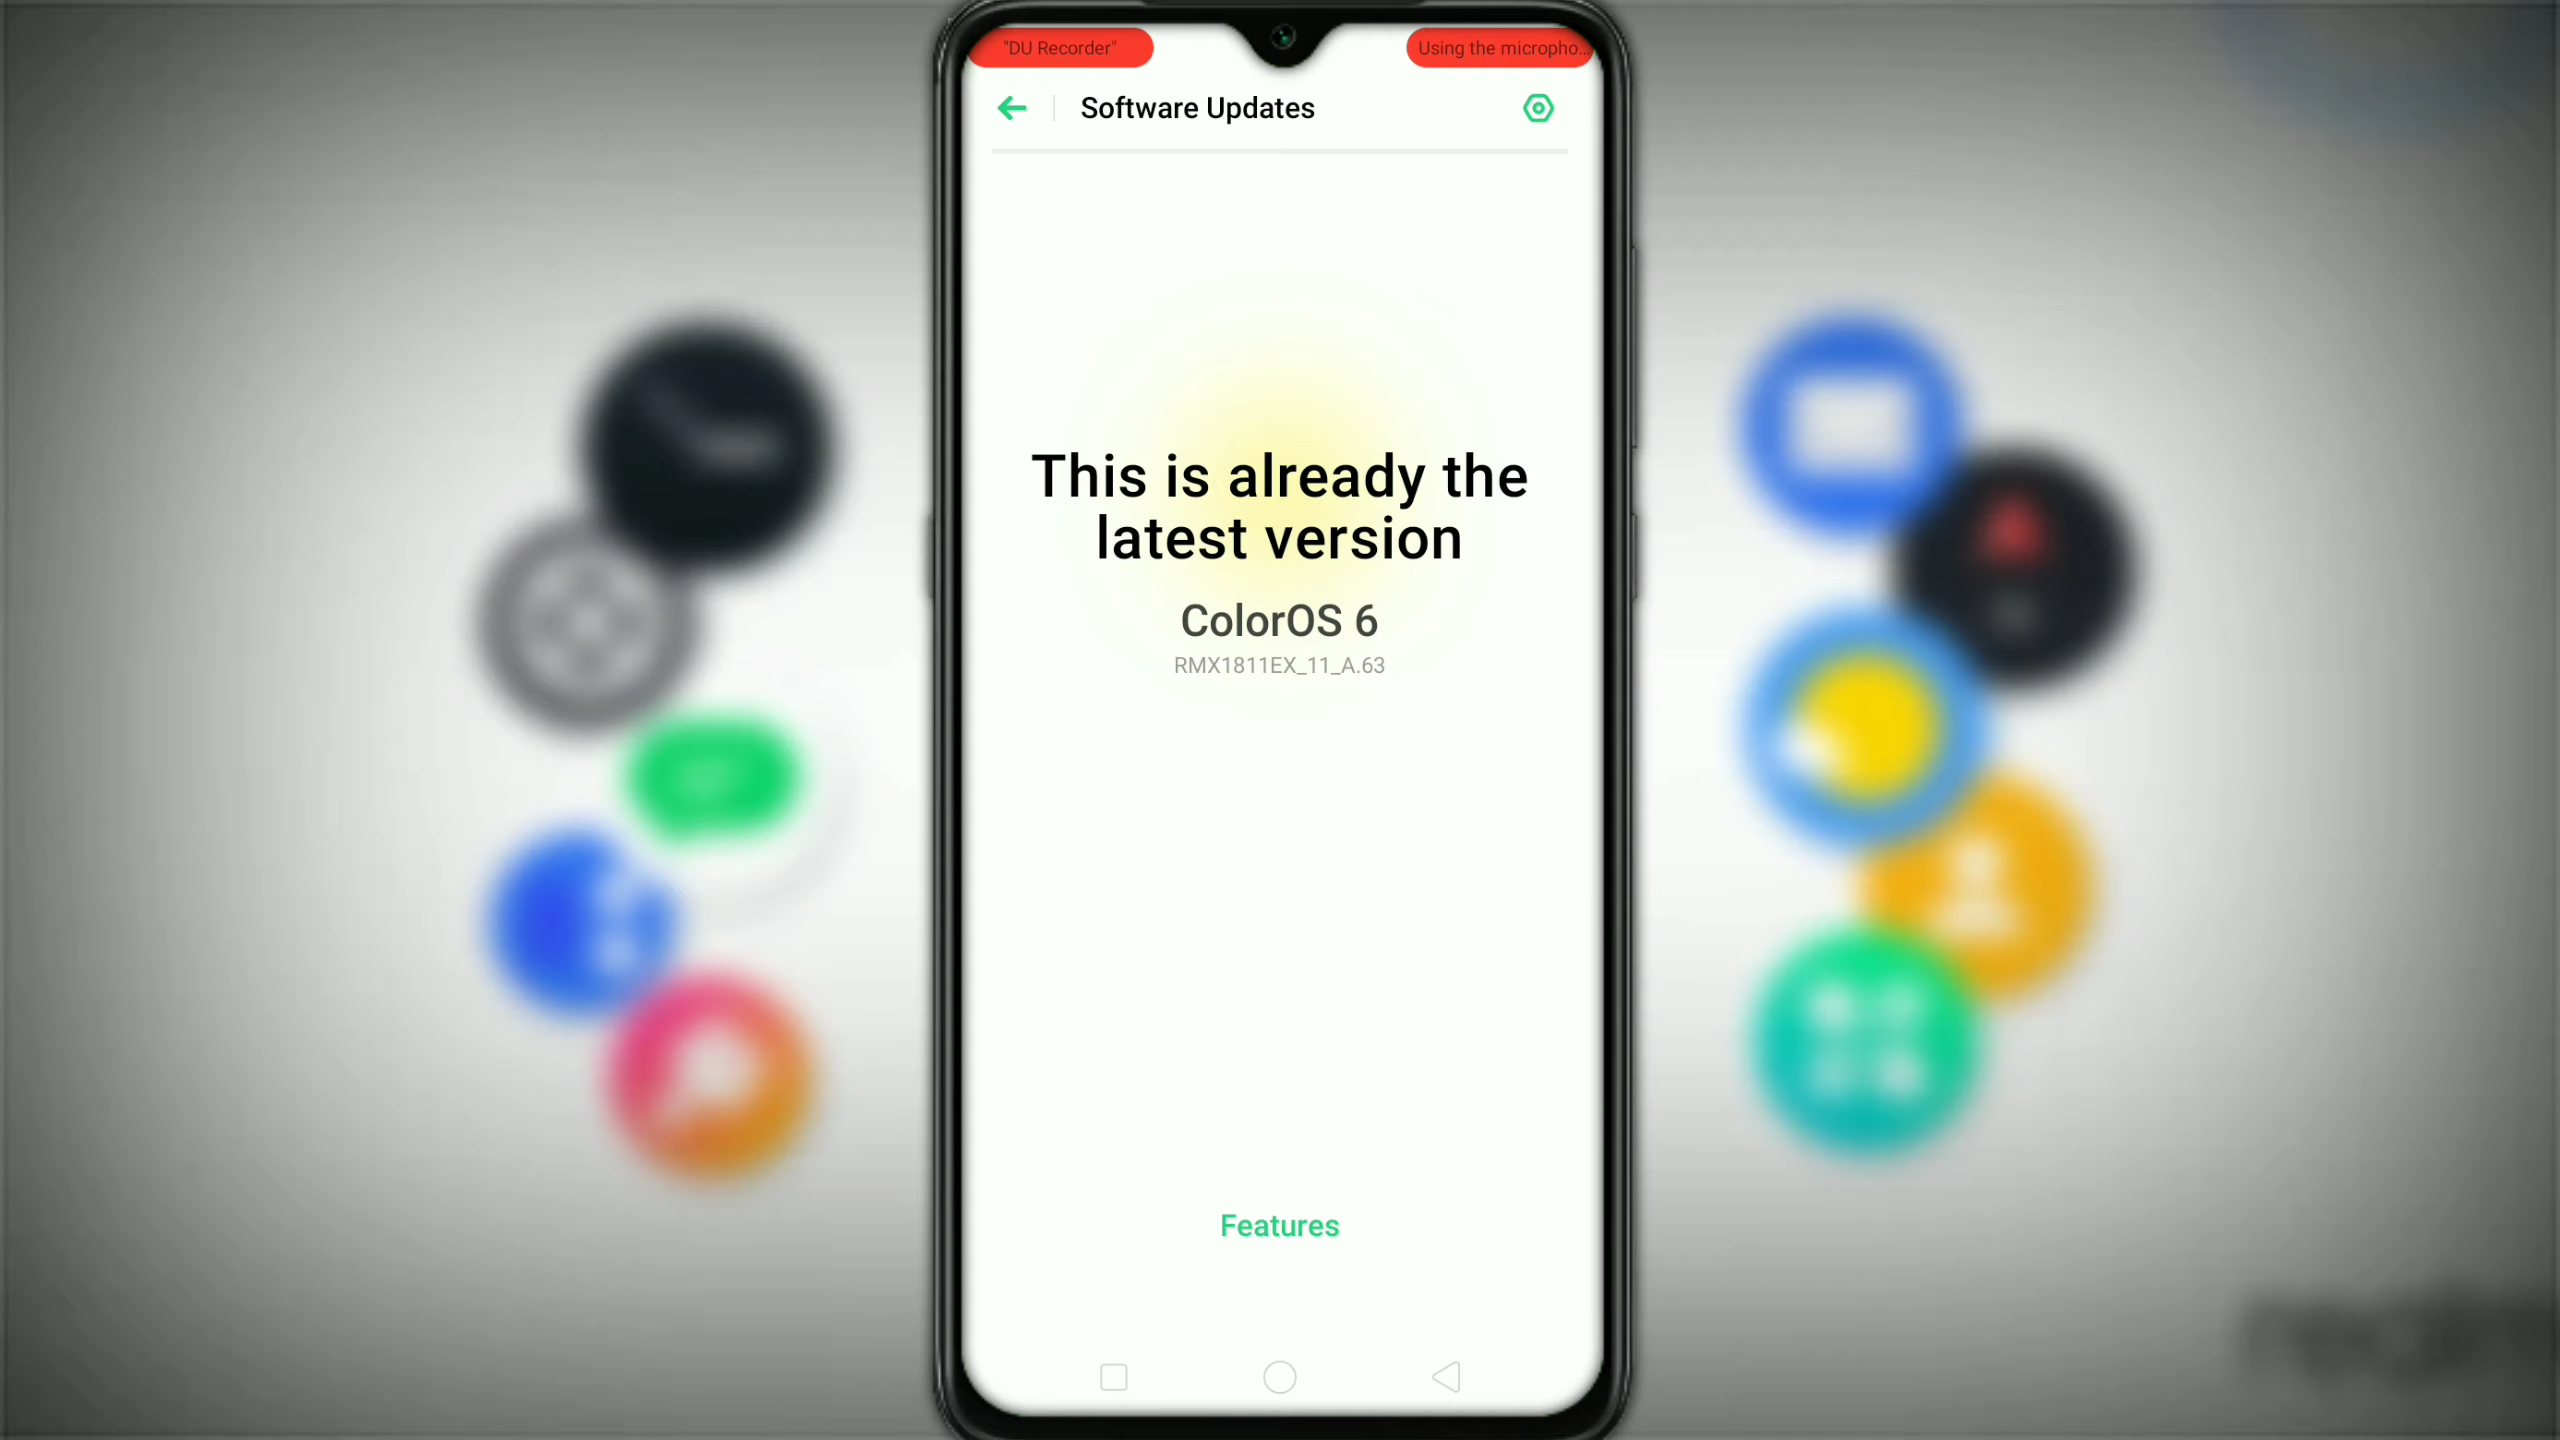 "DU Recorder"
Using the micropho...
Software Updates
This is already the
latest version
ColorOS 6
RMX1811EX_11_A.63
Features